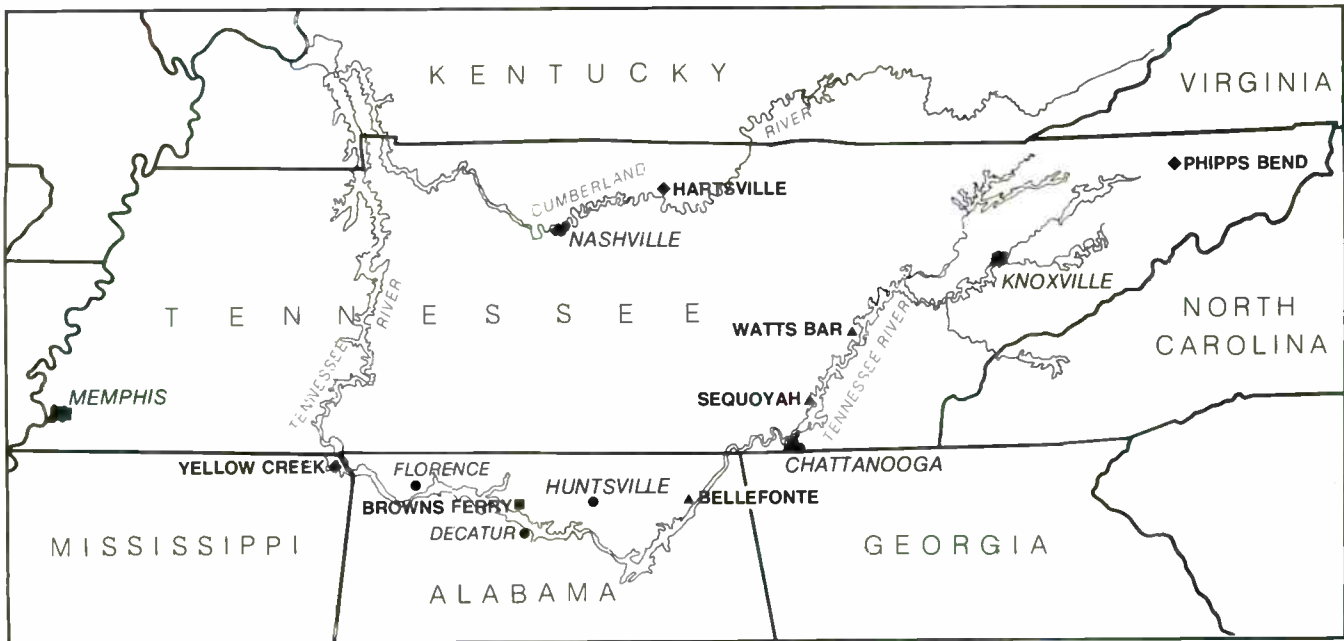 KENTUCKY
VIRGINIA
RIVER
PHIPPS BEND
CUMBERLAND
HARTSVILLE
NASHVILLE
KNOXVILLE
TENNESSEE
RIVER
NORTH
CAROLINA
WATTS BAR
TENNESSEE RIVER
TENNESSEE
MEMPHIS
SEQUOYAH
CHATTANOOGA
YELLOW CREEK
FLORENCE
HUNTSVILLE
BELLEFONTE
BROWNS FERRY
DECATUR
MISSISSIPPI
GEORGIA
ALABAMA